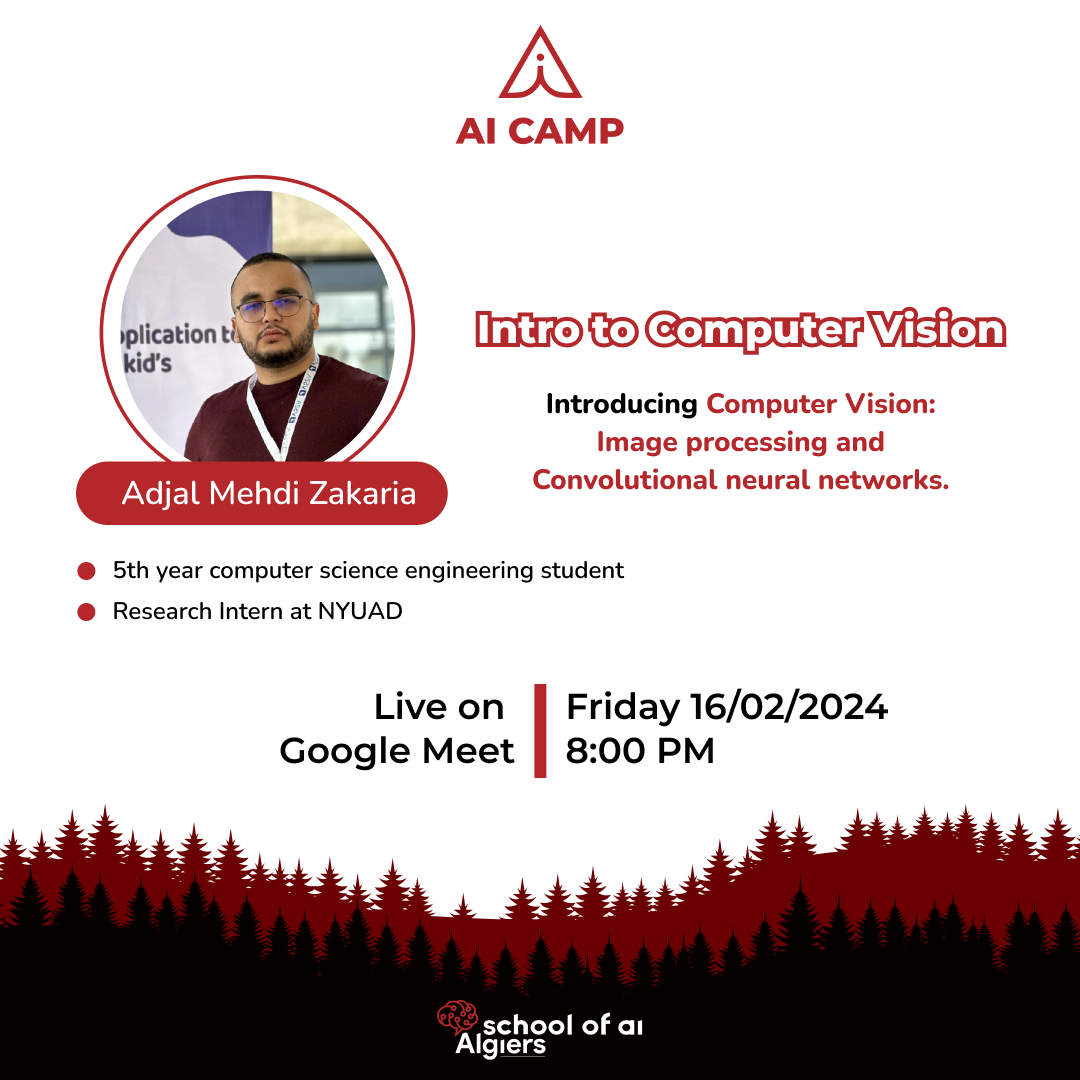 AI CAMP
plication to
kid's
Intro to Computer Vision
Introducing Computer Vision:
Image processing and
Convolutional neural networks.
Adjal Mehdi Zakaria
5th year computer science engineering student
Research Intern at NYUAD
Live on
Google Meet
Friday 16/02/2024
8:00 PM
school of ai
Algiers